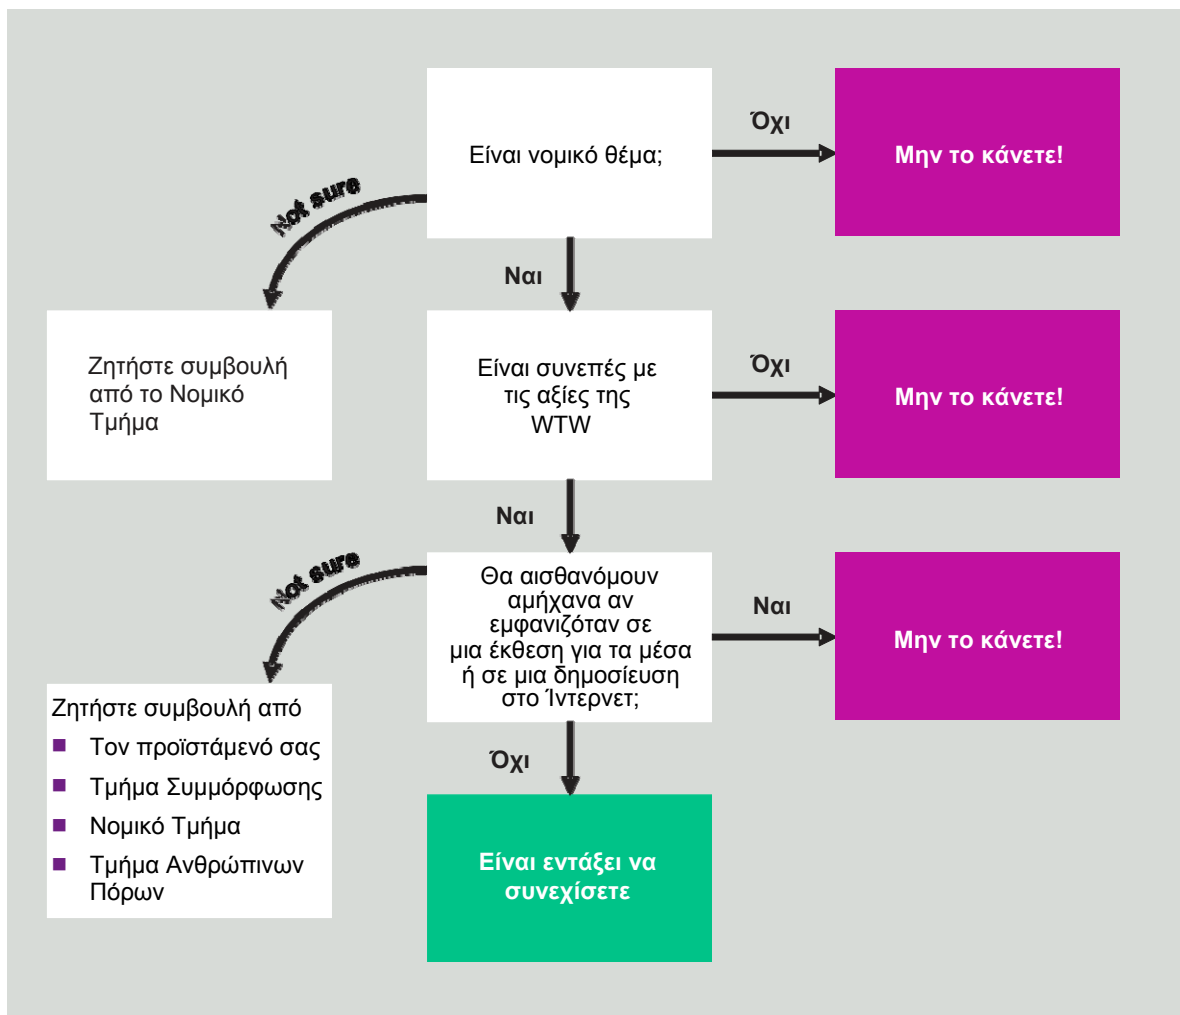 Είναι νομικό θέμα;
Όχι
Μην το κάνετε!
Not sure
Ναι
Ζητήστε συμβουλή
από το Νομικό
Τμήμα
Είναι συνεπές με
τις αξίες της
WTW
Όχι
Μην το κάνετε!
Ναι
Not sure
Θα αισθανόμουν
αμήχανα αν
εμφανιζόταν σε
μια έκθεση για τα μέσα
ή σε μια δημοσίευση
στο Ίντερνετ;
Ναι
Μην το κάνετε!
Ζητήστε συμβουλή από
Τον προϊστάμενό σας
Τμήμα Συμμόρφωσης
Νομικό Τμήμα
Τμήμα Ανθρώπινων
Πόρων
Όχι
Είναι εντάξει να
συνεχίσετε